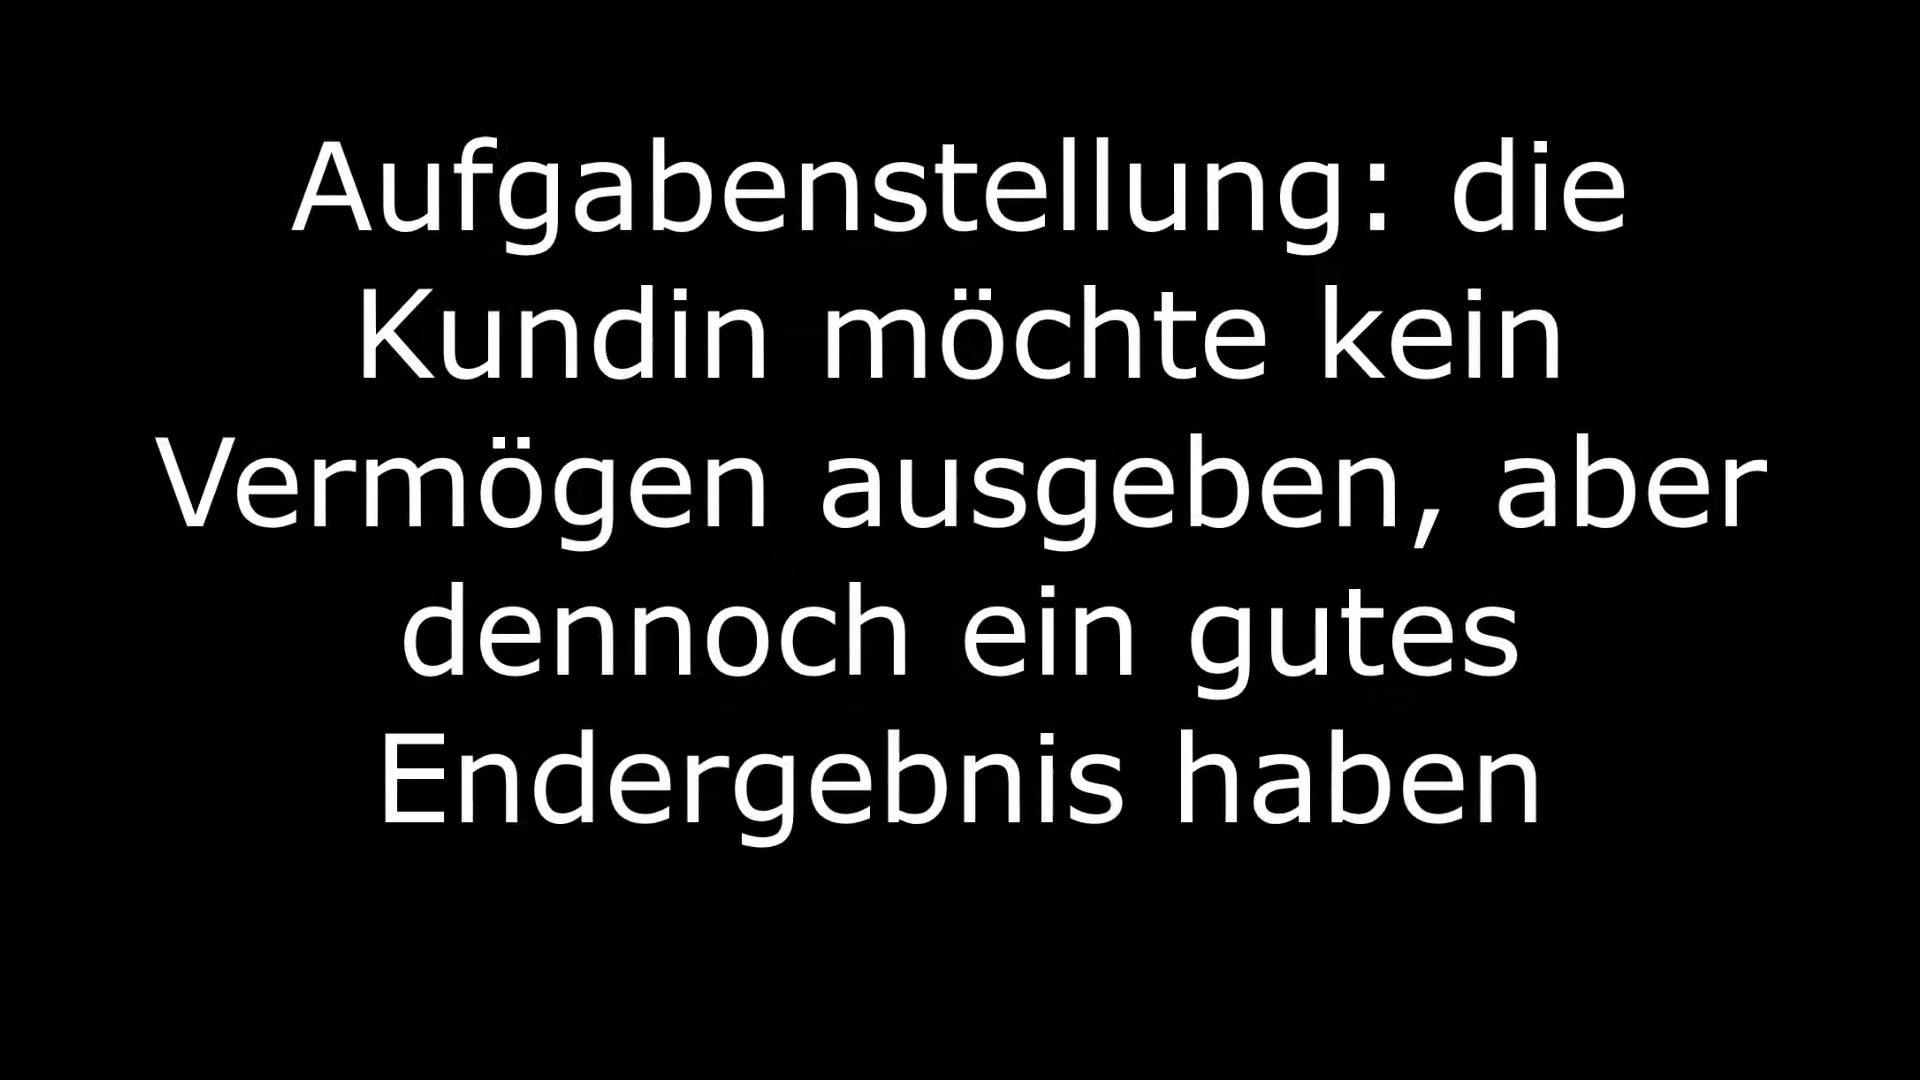 Aufgabenstellung: die
Kundin möchte kein
Vermögen ausgeben, aber
dennoch ein gutes
Endergebnis haben